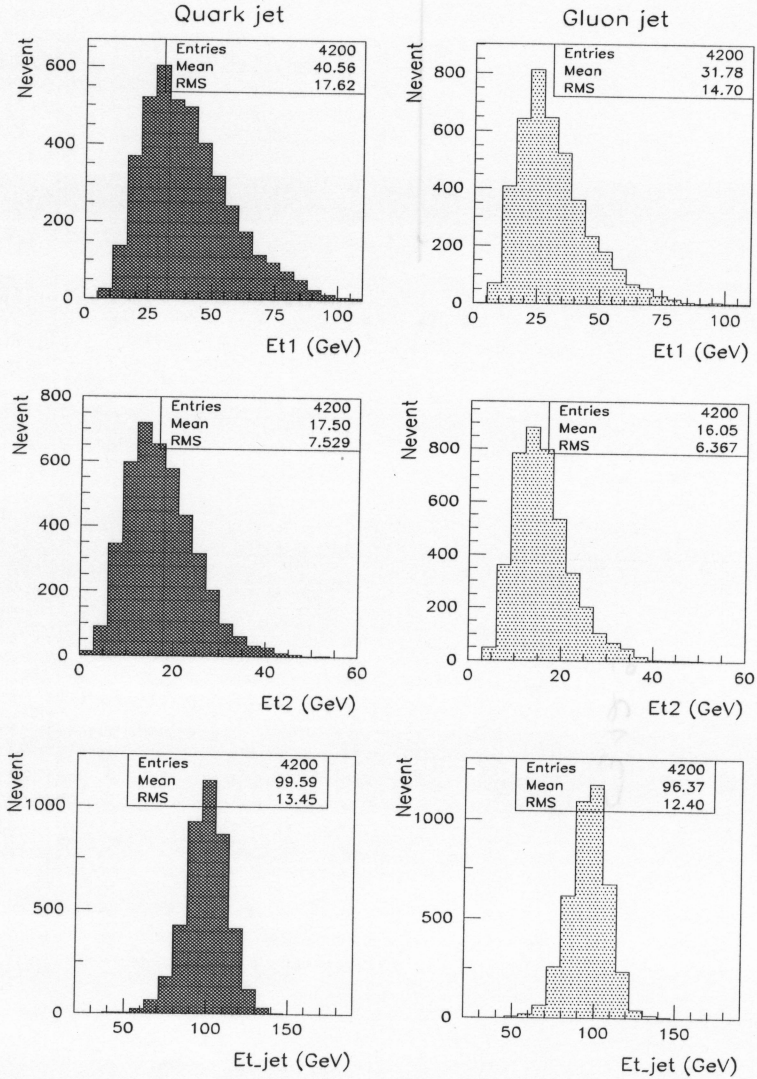 Quark jet
Gluon jet
Nevent
600
400
200
0
Entries 4200
Mean 40.56
RMS 17.62
0 25 50 75 100
Et1 (GeV)
Nevent
800
600
400
200
0
Entries 4200
Mean 31.78
RMS 14.70
0 25 50 75 100
Et1 (GeV)
Nevent
800
600
400
200
0
Entries 4200
Mean 17.50
RMS 7.529
0 20 40 60
Et2 (GeV)
Nevent
800
600
400
200
0
Entries 4200
Mean 16.05
RMS 6.367
0 20 40 60
Et2 (GeV)
Nevent
1000
500
0
Entries 4200
Mean 99.59
RMS 13.45
50 100 150
Et_jet (GeV)
Nevent
1000
500
0
Entries 4200
Mean 96.37
RMS 12.40
50 100 150
Et_jet (GeV)